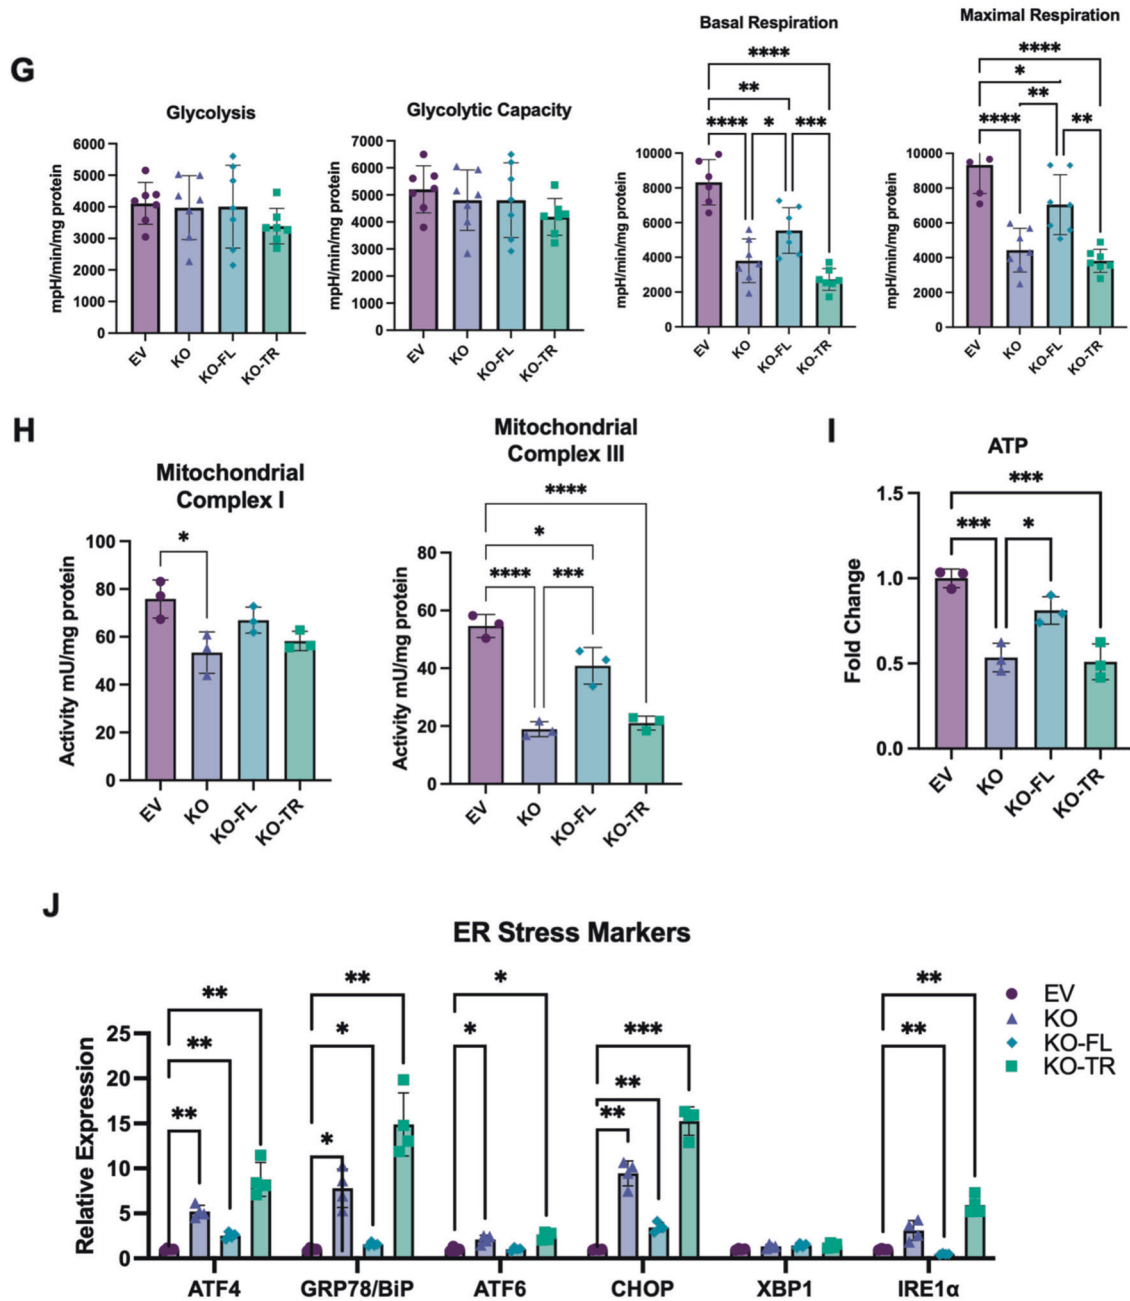 G
Glycolysis
mpH/min/mg protein
7000
6000
5000
4000
3000
2000
1000
0
EV
KO
KO-FL
KO-TR
Glycolytic Capacity
mpH/min/mg protein
7000
6000
5000
4000
3000
2000
1000
0
EV
KO
KO-FL
KO-TR
Basal Respiration
****
**
**** * ***
mpH/min/mg protein
10000
8000
6000
4000
2000
0
EV
KO
KO-FL
KO-TR
Maximal Respiration
****
*
**
**** **
mpH/min/mg protein
10000
8000
6000
4000
2000
0
EV
KO
KO-FL
KO-TR
H
Mitochondrial
Complex I
*
Activity mU/mg protein
100
80
60
40
20
0
EV
KO
KO-FL
KO-TR
Mitochondrial
Complex III
****
*
**** ***
Activity mU/mg protein
80
60
40
20
0
EV
KO
KO-FL
KO-TR
I
ATP
***
*** *
Fold Change
1.5
1.0
0.5
0.0
EV
KO
KO-FL
KO-TR
J
ER Stress Markers
Relative Expression
25
20
15
10
5
0
**
**
**
**
*
*
*
*
***
**
**
**
**
ATF4
GRP78/BiP
ATF6
CHOP
XBP1
IRE1α
EV
KO
KO-FL
KO-TR